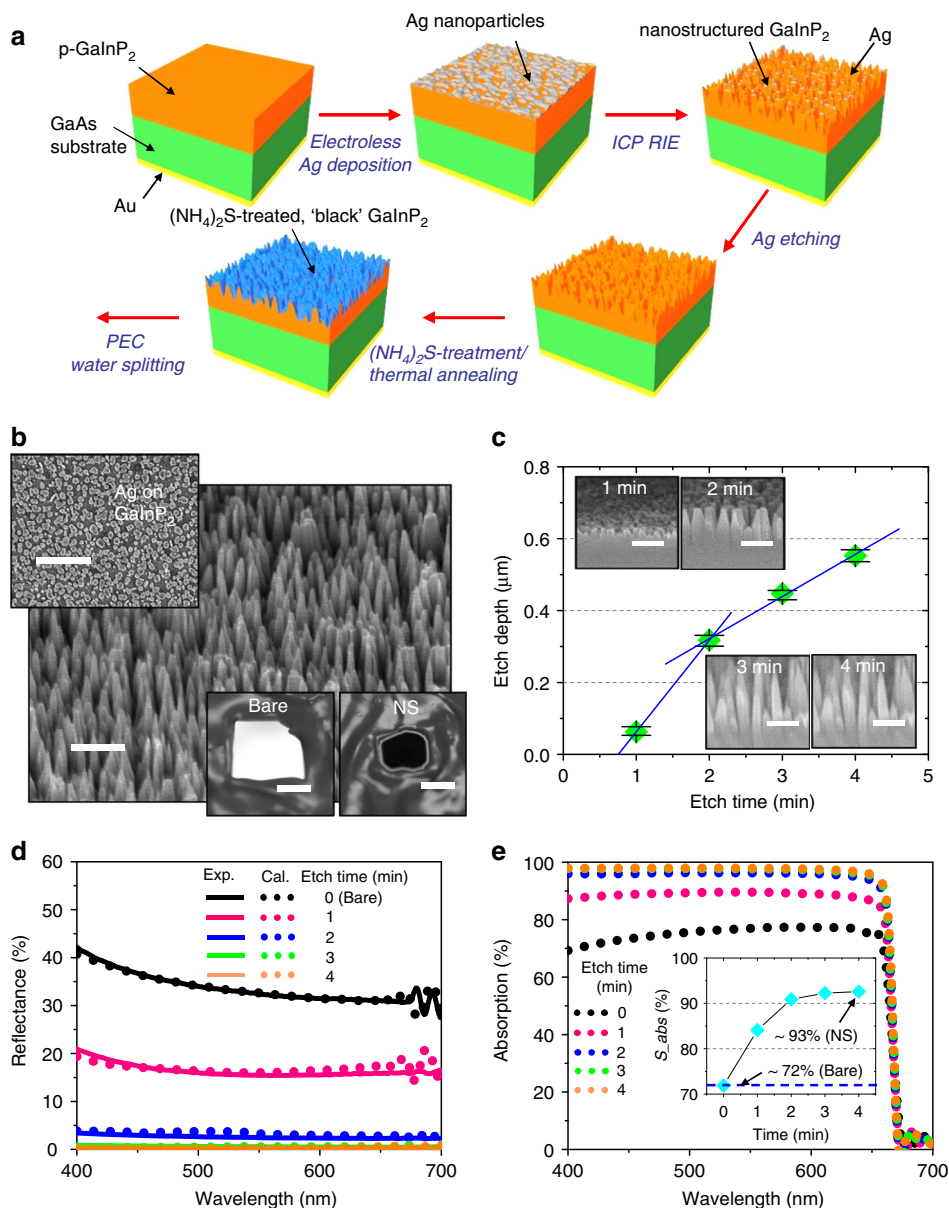 a
Ag nanoparticles
nanostructured GaInP2
Ag
p-GaInP2
GaAs
substrate
Au
Electroless
Ag deposition
ICP RIE
Ag etching
(NH4)2S-treated, 'black' GaInP2
PEC
water splitting
(NH4)2S-treatment/
thermal annealing
b
Ag on
GaInP2
Bare
NS
c
0.8
0.6
0.4
0.2
0.0
Etch depth (μm)
1 min
2 min
3 min
4 min
0 1 2 3 4 5
Etch time (min)
d
60
50
40
30
20
10
0
Reflectance (%)
Exp. Cal. Etch time (min)
0 (Bare)
1
2
3
4
400 500 600 700
Wavelength (nm)
e
100
80
60
40
20
0
Absorption (%)
Etch time
(min)
0
1
2
3
4
S_abs (%)
90
80
70
~ 93% (NS)
~ 72% (Bare)
0 1 2 3 4
Time (min)
400 500 600 700
Wavelength (nm)